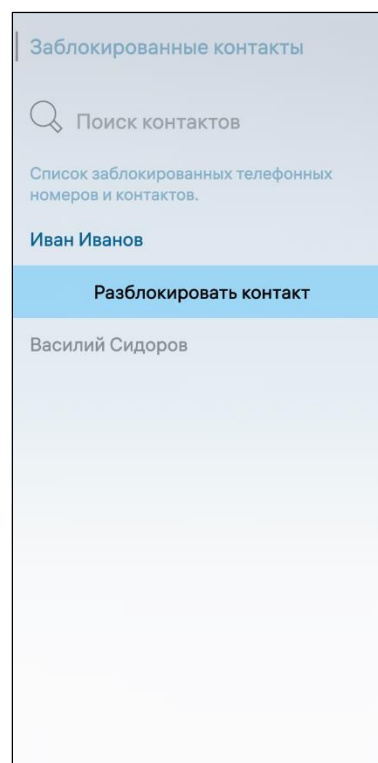 Заблокированные контакты
Поиск контактов
Список заблокированных телефонных
номеров и контактов.
Иван Иванов
Разблокировать контакт
Василий Сидоров